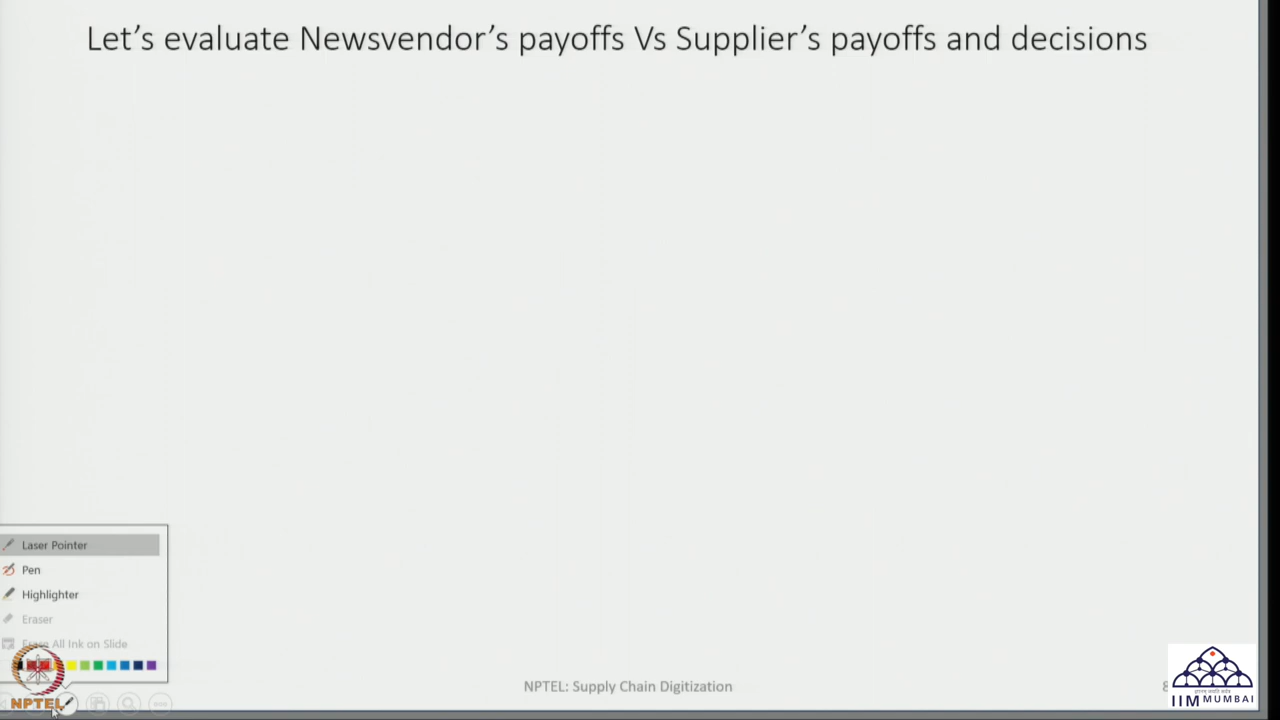 Let's evaluate Newsvendor's payoffs Vs Supplier's payoffs and decisions
Laser Pointer
Pen
Highlighter
Eraser
Erase All Ink on Slide
NPTEL
NPTEL: Supply Chain Digitization
8
IIM MUMBAI